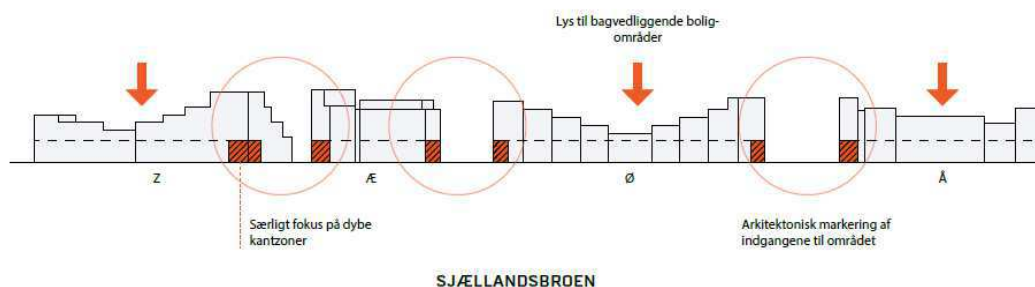 Lys til bagvedliggende bolig-
områder
Z
Æ
Ø
Å
Særligt fokus på dybe
kantzoner
Arkitektonisk markering af
indgangene til området
SJÆLLANDSBROEN